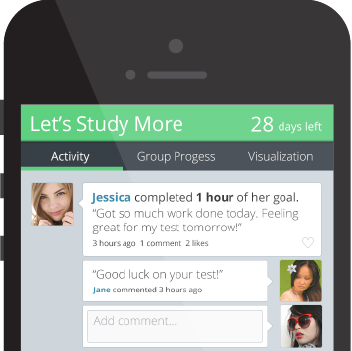 Let's Study More
28 days left
Activity
Group Progess
Visualization
Jessica completed 1 hour of her goal.
“Got so much work done today. Feeling
great for my test tomorrow!”
3 hours ago 1 comment 2 likes
“Good luck on your test!”
Jane commented 3 hours ago
Add comment...